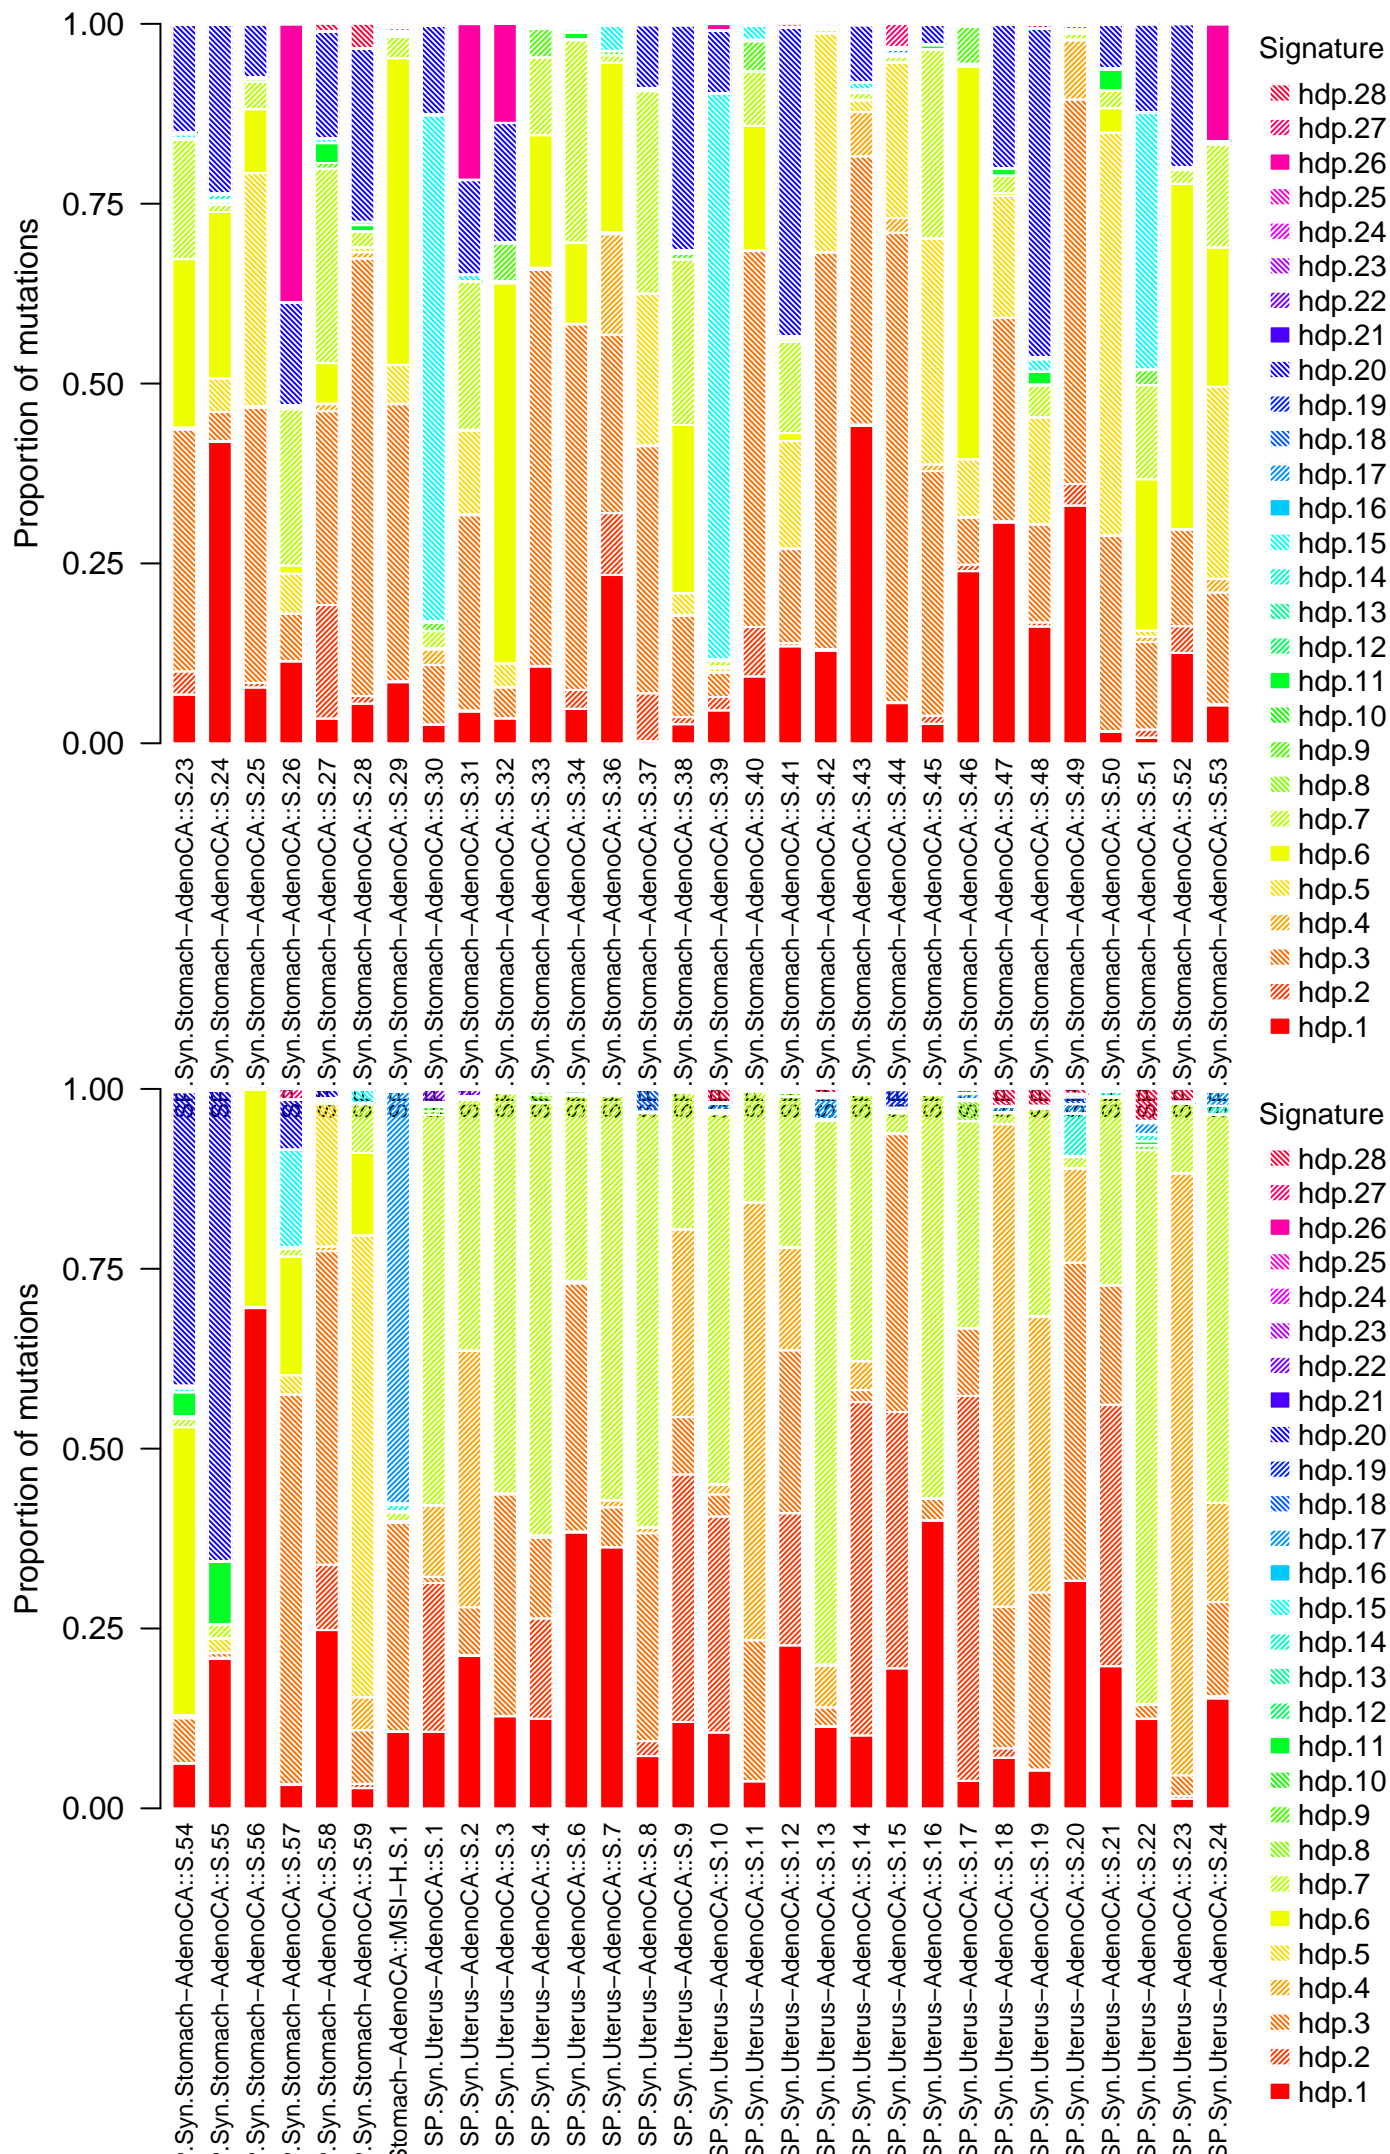 Proportion of mutations
1.00
0.75
0.50
0.25
0.00
.Syn.Stomach−AdenoCA::S.23
.Syn.Stomach−AdenoCA::S.24
.Syn.Stomach−AdenoCA::S.25
.Syn.Stomach−AdenoCA::S.26
.Syn.Stomach−AdenoCA::S.27
.Syn.Stomach−AdenoCA::S.28
.Syn.Stomach−AdenoCA::S.29
.Syn.Stomach−AdenoCA::S.30
.Syn.Stomach−AdenoCA::S.31
.Syn.Stomach−AdenoCA::S.32
.Syn.Stomach−AdenoCA::S.33
.Syn.Stomach−AdenoCA::S.34
.Syn.Stomach−AdenoCA::S.36
.Syn.Stomach−AdenoCA::S.37
.Syn.Stomach−AdenoCA::S.38
.Syn.Stomach−AdenoCA::S.39
.Syn.Stomach−AdenoCA::S.40
.Syn.Stomach−AdenoCA::S.41
.Syn.Stomach−AdenoCA::S.42
.Syn.Stomach−AdenoCA::S.43
.Syn.Stomach−AdenoCA::S.44
.Syn.Stomach−AdenoCA::S.45
.Syn.Stomach−AdenoCA::S.46
.Syn.Stomach−AdenoCA::S.47
.Syn.Stomach−AdenoCA::S.48
.Syn.Stomach−AdenoCA::S.49
.Syn.Stomach−AdenoCA::S.50
.Syn.Stomach−AdenoCA::S.51
.Syn.Stomach−AdenoCA::S.52
.Syn.Stomach−AdenoCA::S.53
Signature
hdp.28
hdp.27
hdp.26
hdp.25
hdp.24
hdp.23
hdp.22
hdp.21
hdp.20
hdp.19
hdp.18
hdp.17
hdp.16
hdp.15
hdp.14
hdp.13
hdp.12
hdp.11
hdp.10
hdp.9
hdp.8
hdp.7
hdp.6
hdp.5
hdp.4
hdp.3
hdp.2
hdp.1
Proportion of mutations
1.00
0.75
0.50
0.25
0.00
.Syn.Stomach−AdenoCA::S.54
.Syn.Stomach−AdenoCA::S.55
.Syn.Stomach−AdenoCA::S.56
.Syn.Stomach−AdenoCA::S.57
.Syn.Stomach−AdenoCA::S.58
.Syn.Stomach−AdenoCA::S.59
Stomach−AdenoCA::MSI−H.S.1
SP.Syn.Uterus−AdenoCA::S.1
SP.Syn.Uterus−AdenoCA::S.2
SP.Syn.Uterus−AdenoCA::S.3
SP.Syn.Uterus−AdenoCA::S.4
SP.Syn.Uterus−AdenoCA::S.6
SP.Syn.Uterus−AdenoCA::S.7
SP.Syn.Uterus−AdenoCA::S.8
SP.Syn.Uterus−AdenoCA::S.9
SP.Syn.Uterus−AdenoCA::S.10
SP.Syn.Uterus−AdenoCA::S.11
SP.Syn.Uterus−AdenoCA::S.12
SP.Syn.Uterus−AdenoCA::S.13
SP.Syn.Uterus−AdenoCA::S.14
SP.Syn.Uterus−AdenoCA::S.15
SP.Syn.Uterus−AdenoCA::S.16
SP.Syn.Uterus−AdenoCA::S.17
SP.Syn.Uterus−AdenoCA::S.18
SP.Syn.Uterus−AdenoCA::S.19
SP.Syn.Uterus−AdenoCA::S.20
SP.Syn.Uterus−AdenoCA::S.21
SP.Syn.Uterus−AdenoCA::S.22
SP.Syn.Uterus−AdenoCA::S.23
SP.Syn.Uterus−AdenoCA::S.24
Signature
hdp.28
hdp.27
hdp.26
hdp.25
hdp.24
hdp.23
hdp.22
hdp.21
hdp.20
hdp.19
hdp.18
hdp.17
hdp.16
hdp.15
hdp.14
hdp.13
hdp.12
hdp.11
hdp.10
hdp.9
hdp.8
hdp.7
hdp.6
hdp.5
hdp.4
hdp.3
hdp.2
hdp.1